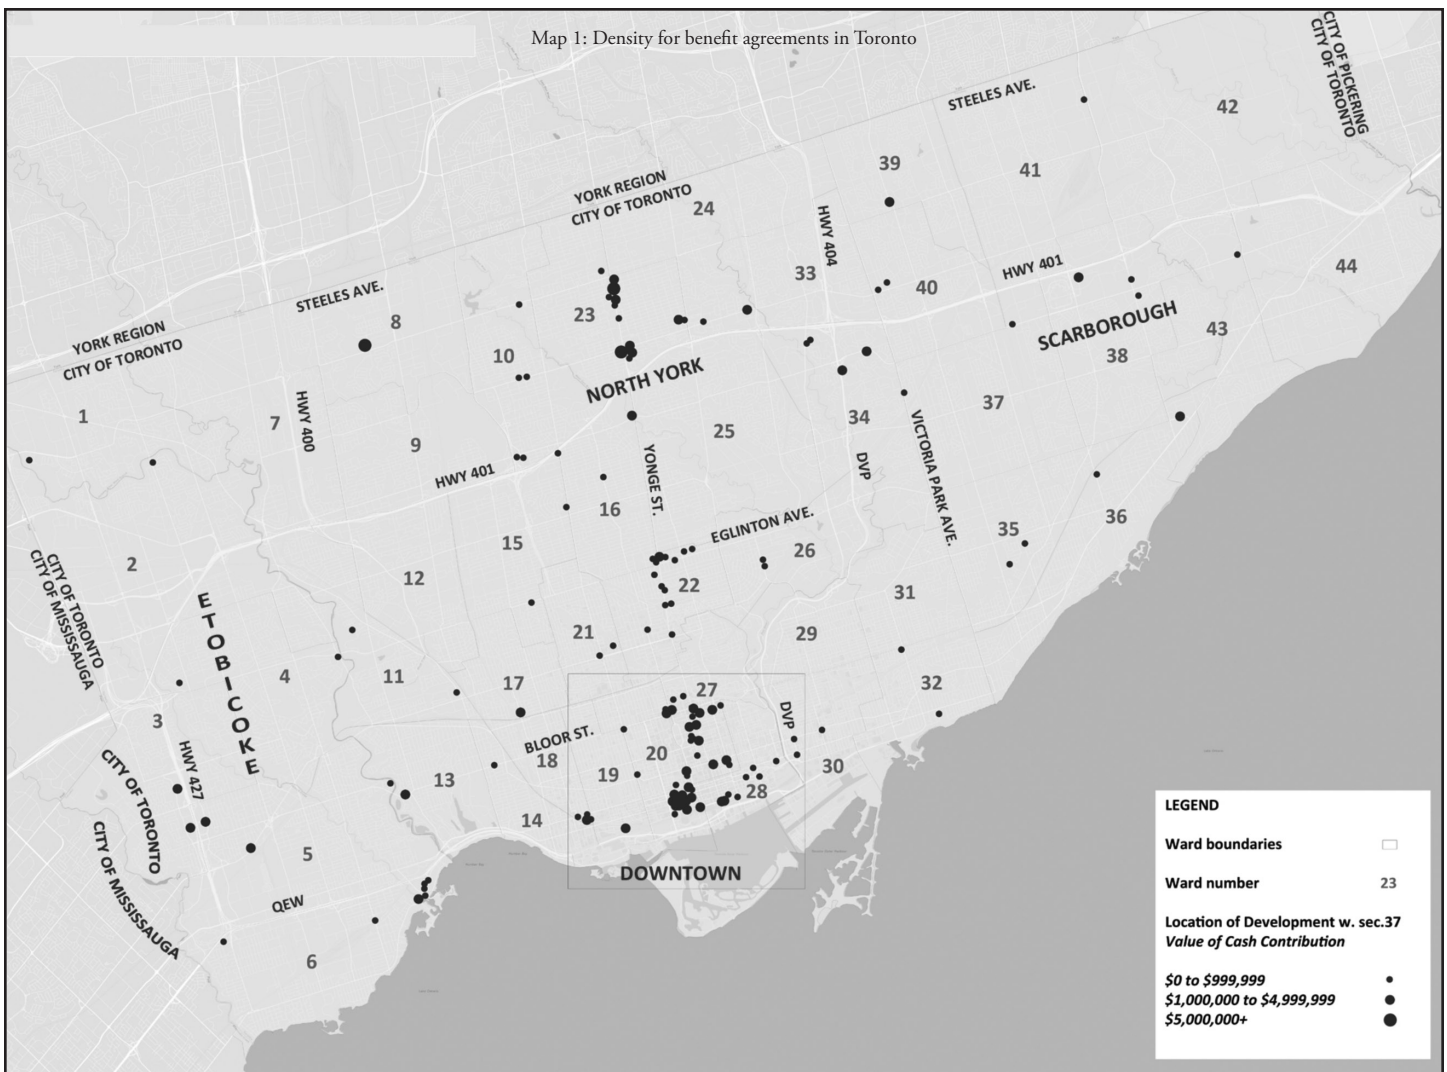 Map 1: Density for benefit agreements in Toronto
CITY OF PICKERING
CITY OF TORONTO
STEELES AVE.
42
39
41
YORK REGION
CITY OF TORONTO
24
HWY 404
33
HWY 401
40
44
STEELES AVE.
8
23
YORK REGION
CITY OF TORONTO
10
SCARBOROUGH
43
38
NORTH YORK
1
7
HWY 400
9
25
34
37
HWY 401
YONGE ST.
DVP
VICTORIA PARK AVE.
16
36
EGLINTON AVE.
35
15
26
2
12
22
31
CITY OF TORONTO
CITY OF MISSISSAUGA
ETOBICOKE
21
29
4
11
17
27
32
3
BLOOR ST.
DVP
HWY 427
18
20
19
30
13
28
CITY OF TORONTO
CITY OF MISSISSAUGA
14
5
DOWNTOWN
QEW
6
LEGEND
Ward boundaries
Ward number 23
Location of Development w. sec.37
Value of Cash Contribution
$0 to $999,999
$1,000,000 to $4,999,999
$5,000,000+